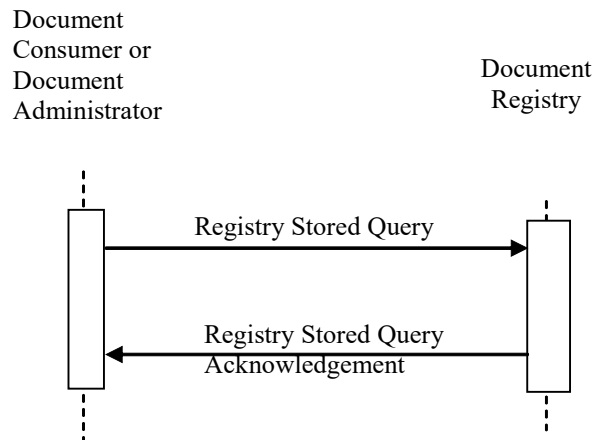 Document
Consumer or
Document
Administrator
Document
Registry
Registry Stored Query
Registry Stored Query
Acknowledgement